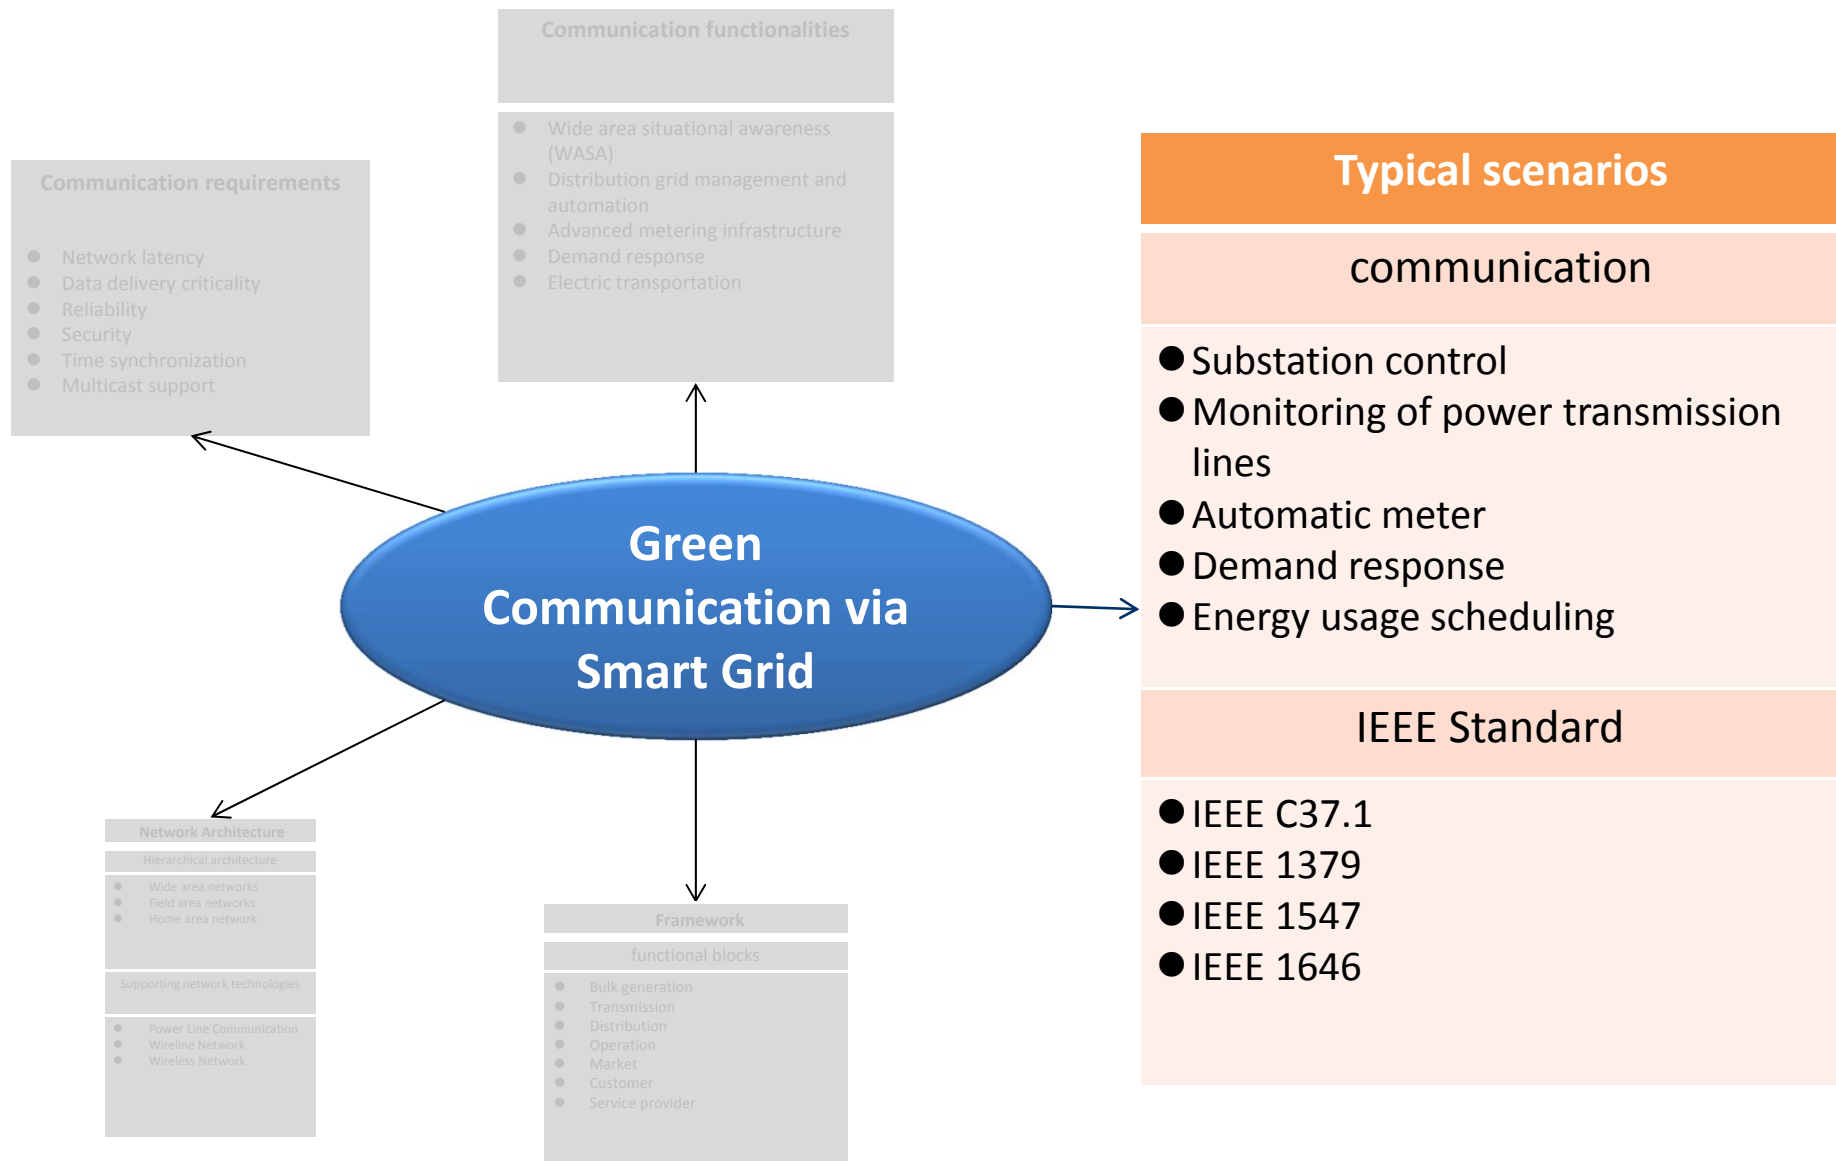 Communication functionalities
● Wide area situational awareness
(WASA)
● Distribution grid management and
automation
● Advanced metering infrastructure
● Demand response
● Electric transportation
Communication requirements
● Network latency
● Data delivery criticality
● Reliability
● Security
● Time synchronization
● Multicast support
Typical scenarios
communication
● Substation control
● Monitoring of power transmission
lines
● Automatic meter
● Demand response
● Energy usage scheduling
IEEE Standard
● IEEE C37.1
● IEEE 1379
● IEEE 1547
● IEEE 1646
Green
Communication via
Smart Grid
Network Architecture
Hierarchical architecture
● Wide area networks
● Field area networks
● Home area network
Supporting network technologies
● Power Line Communication
● Wireline Network
● Wireless Network
Framework
functional blocks
● Bulk generation
● Transmission
● Distribution
● Operation
● Market
● Customer
● Service provider